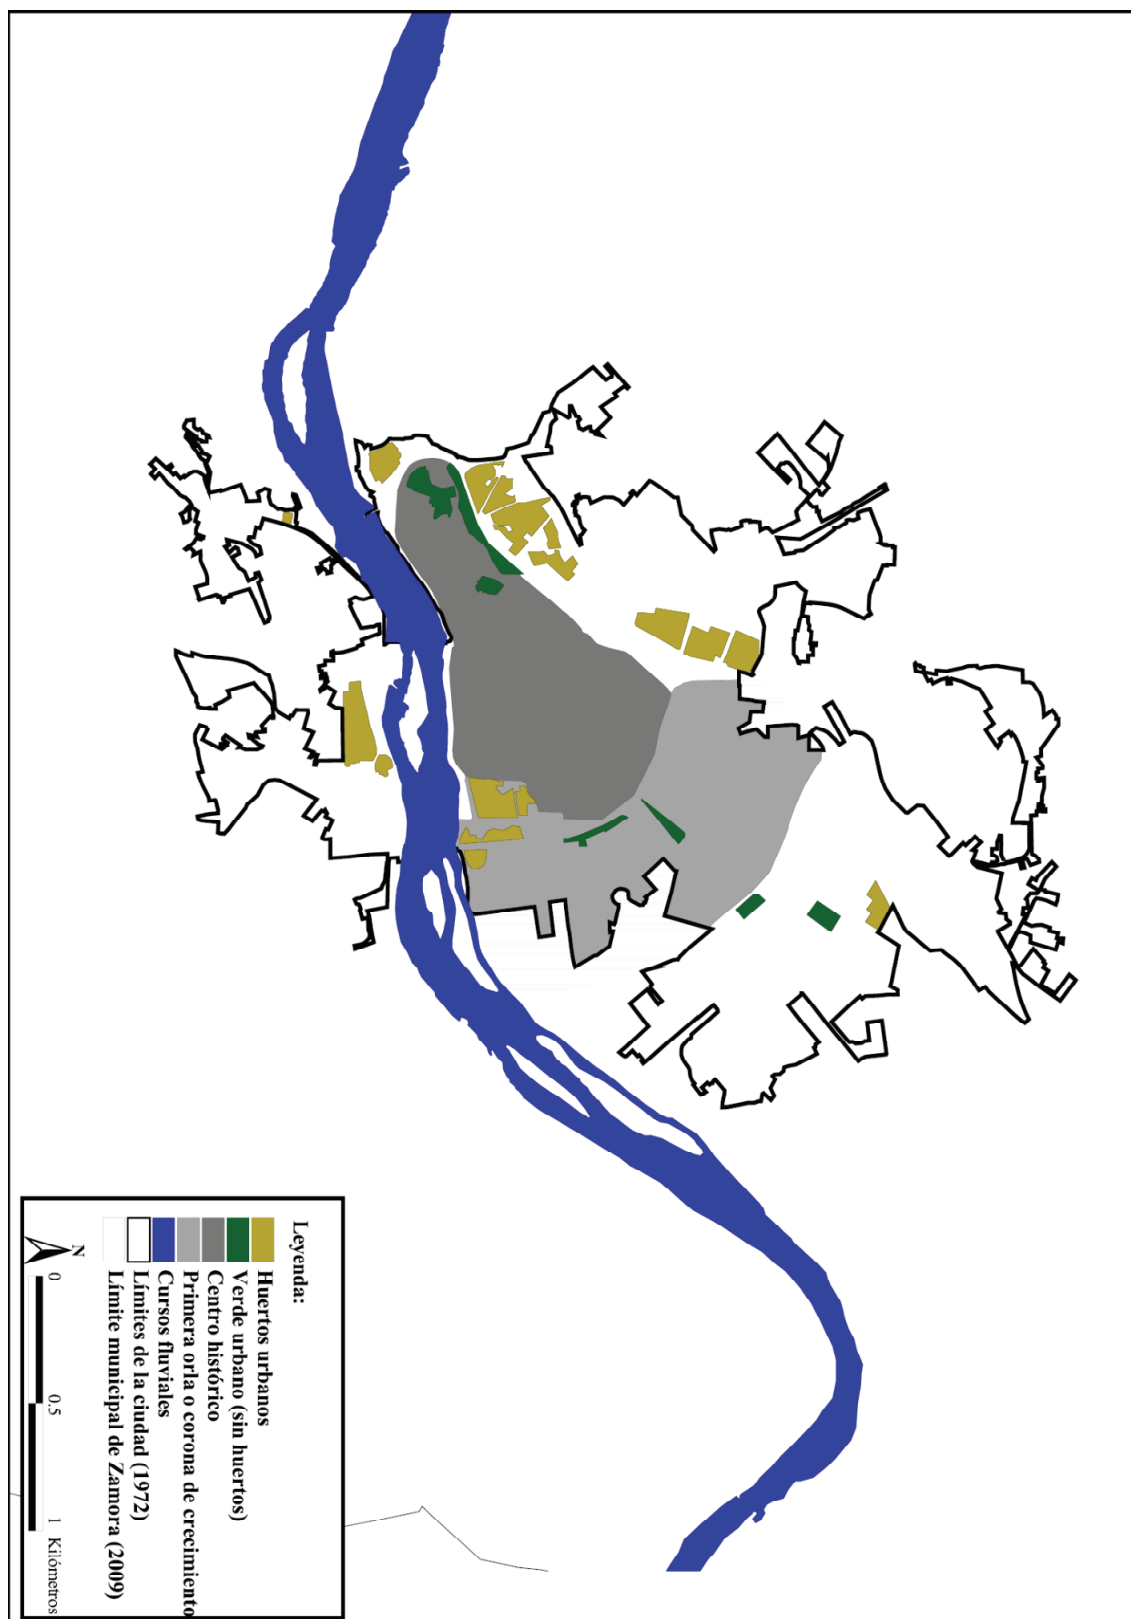 Leyenda:
Huertos urbanos
Verde urbano (sin huertos)
Centro histórico
Primera orla o corona de crecimiento
Cursos fluviales
Límites de la ciudad (1972)
Límite municipal de Zamora (2009)
N
0 0.5 1 Kilómetros